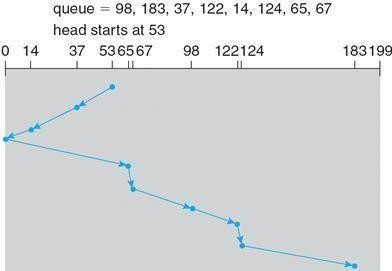 queue = 98, 183, 37, 122, 14, 124, 65, 67
head starts at 53
0 14 37 53 65 67 98 122 124 183 199